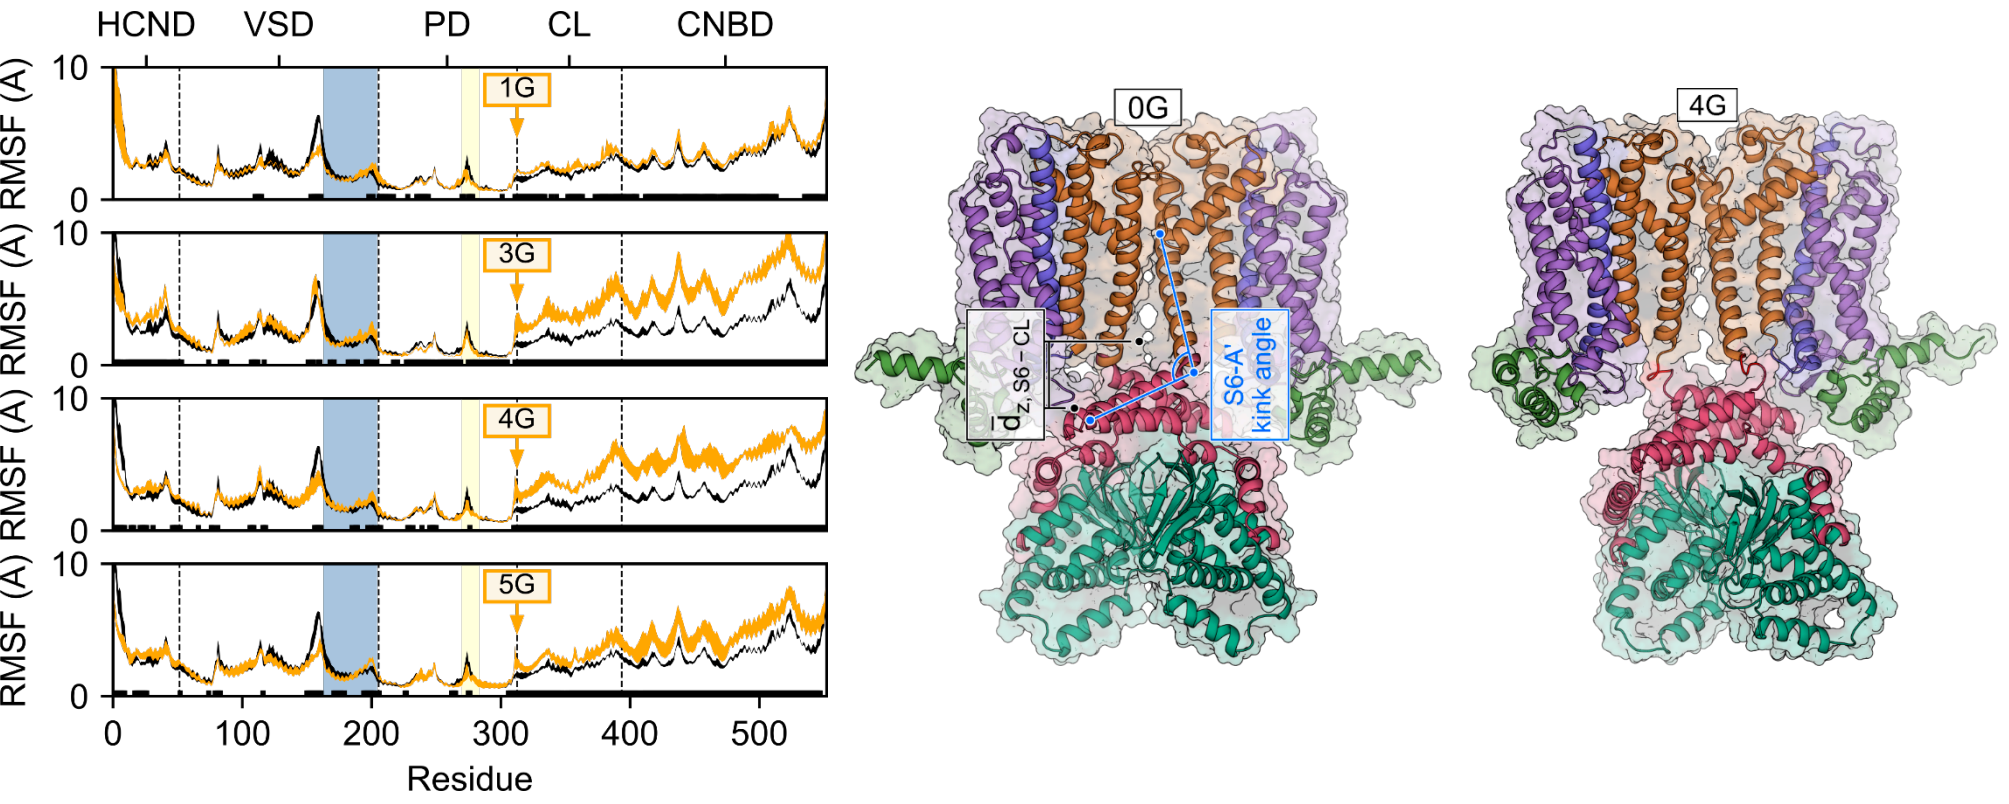 HCND VSD PD CL CNBD
10
RMSF (A)
0
1G
10
RMSF (A)
0
3G
10
RMSF (A)
0
4G
10
RMSF (A)
0
5G
0 100 200 300 400 500
Residue
0G
d̅z, S6 – CL
S6-A'
kink angle
4G